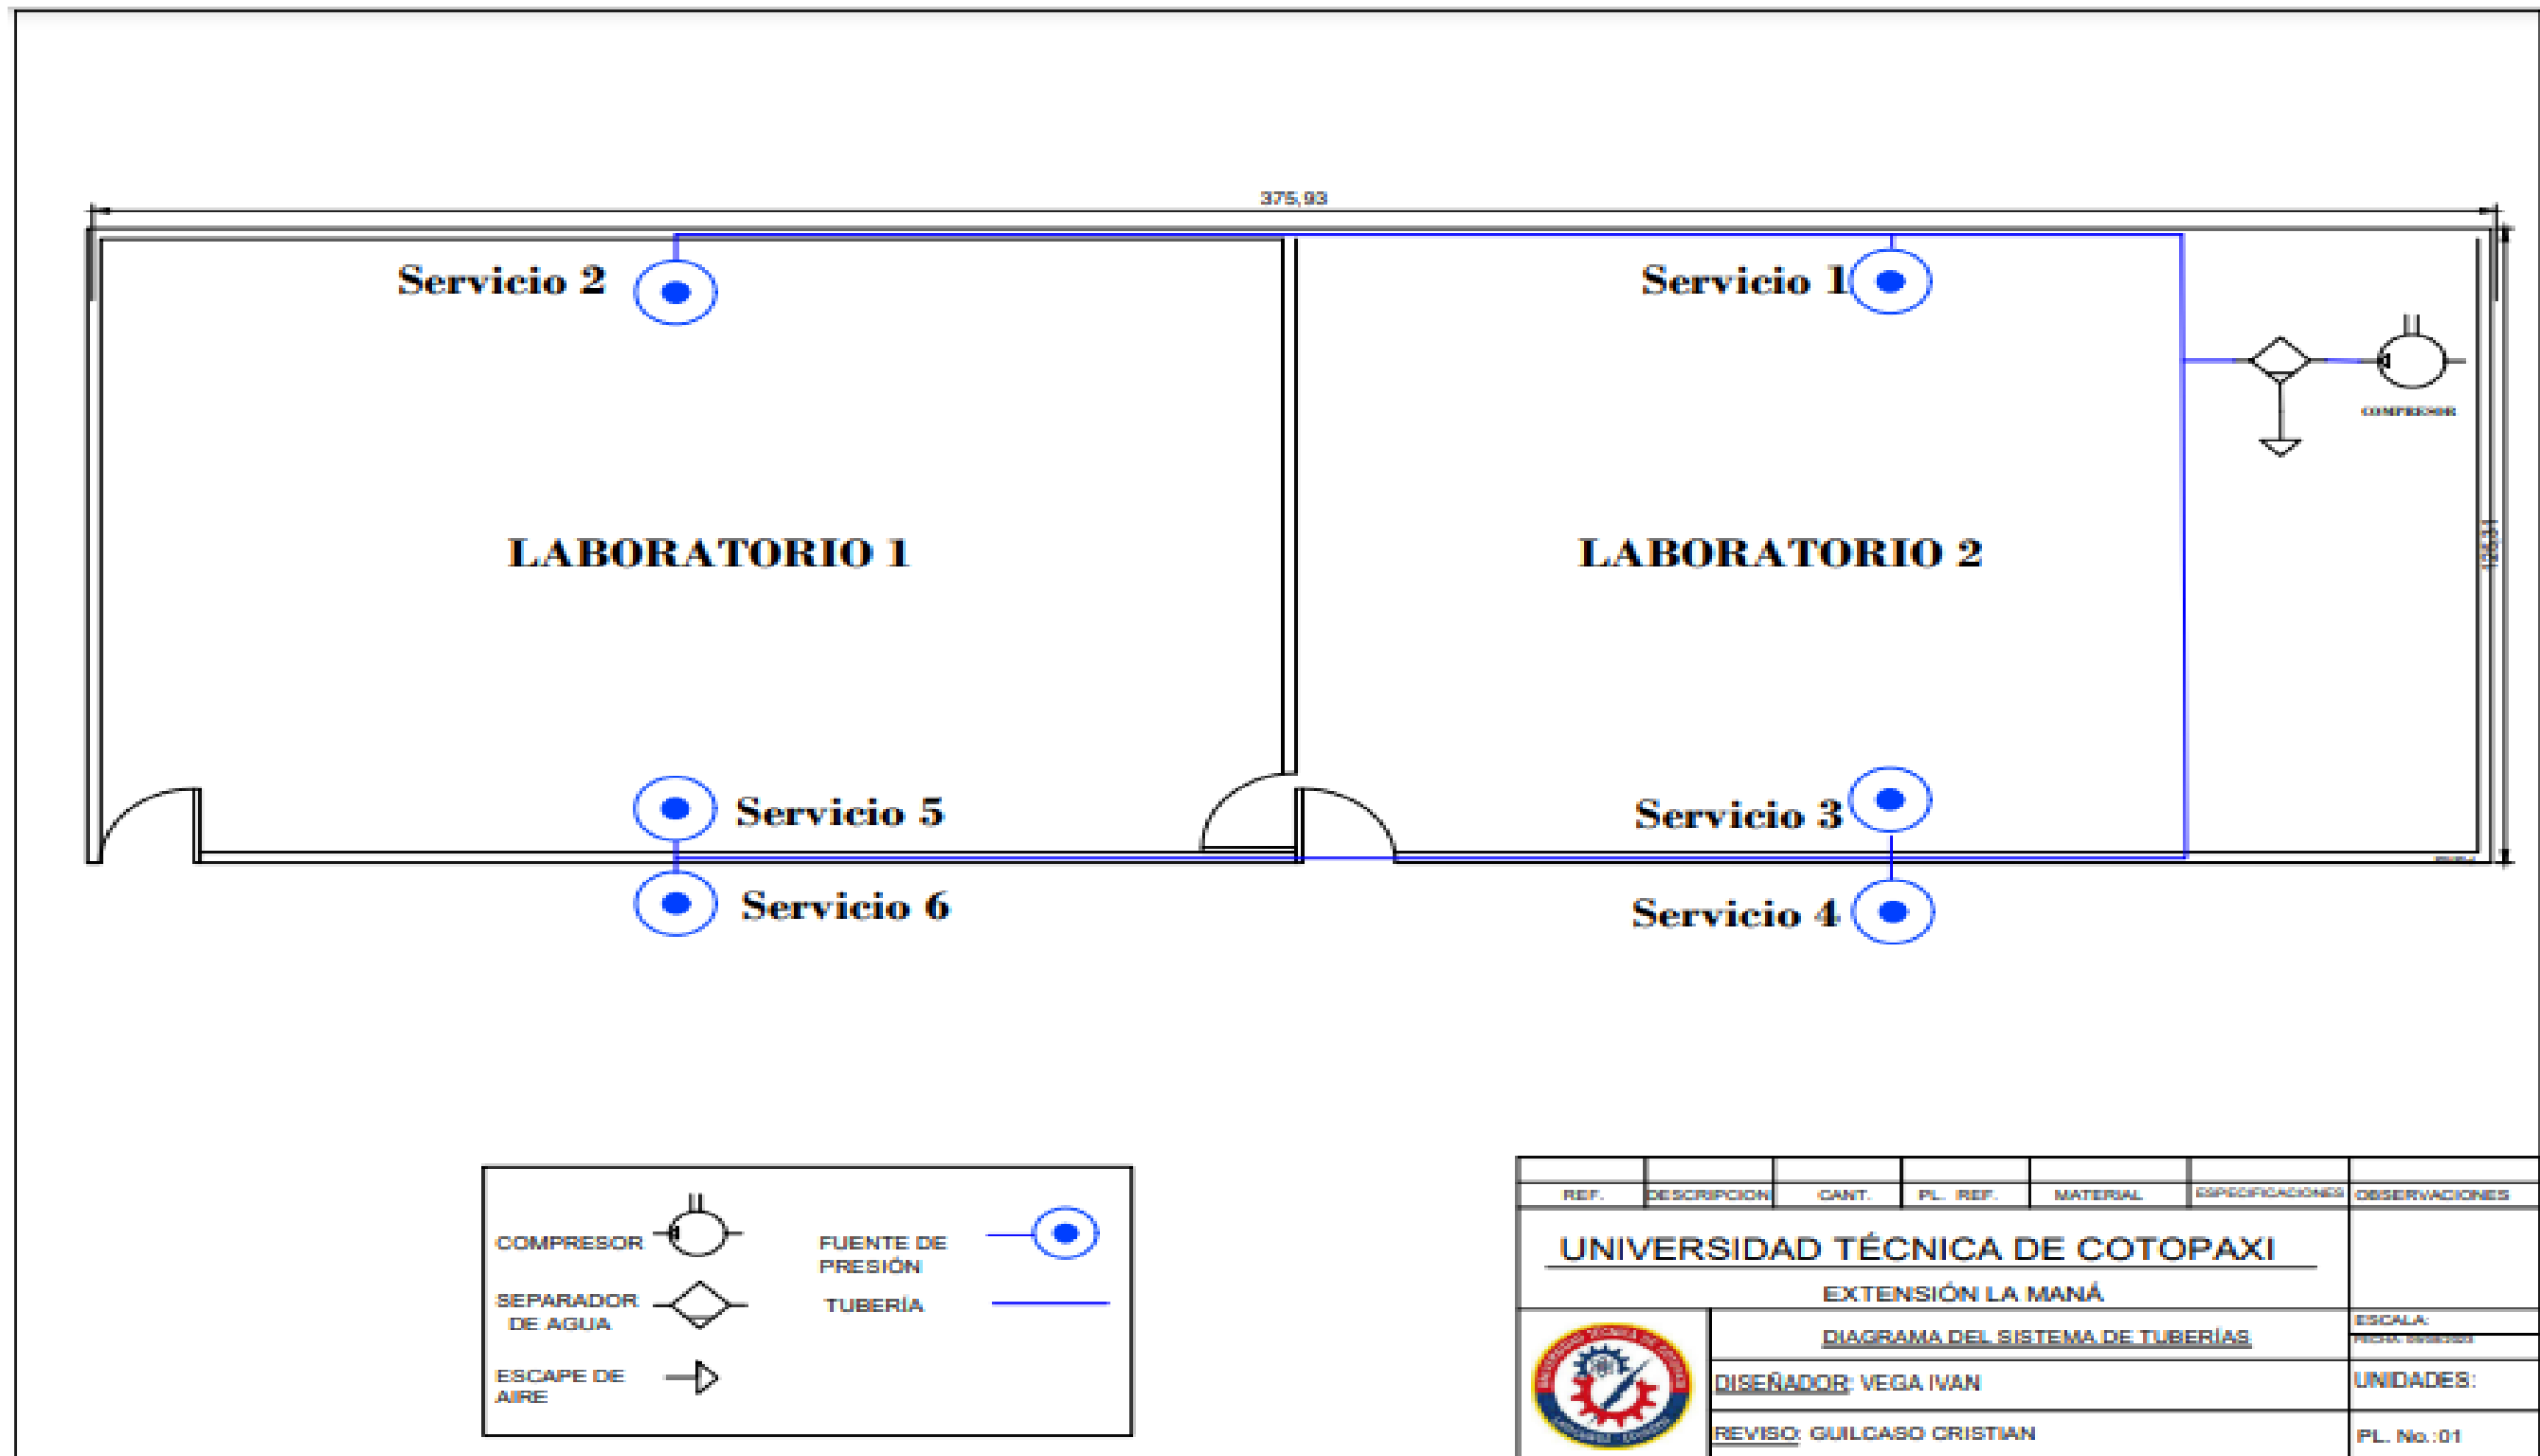 375,93
Servicio 2
Servicio 1
COMPRESOR
LABORATORIO 1
LABORATORIO 2
Servicio 5
Servicio 3
Servicio 6
Servicio 4
COMPRESOR
FUENTE DE
PRESIÓN
SEPARADOR
DE AGUA
TUBERÍA
ESCAPE DE
AIRE
REF. DESCRIPCION CANT. PL. REF. MATERIAL ESPECIFICACIONES OBSERVACIONES
UNIVERSIDAD TÉCNICA DE COTOPAXI
EXTENSIÓN LA MANÁ
DIAGRAMA DEL SISTEMA DE TUBERÍAS
ESCALA:
FECHA:
DISEÑADOR: VEGA IVAN
UNIDADES:
REVISO: GUILCASO CRISTIAN
PL. No.:01